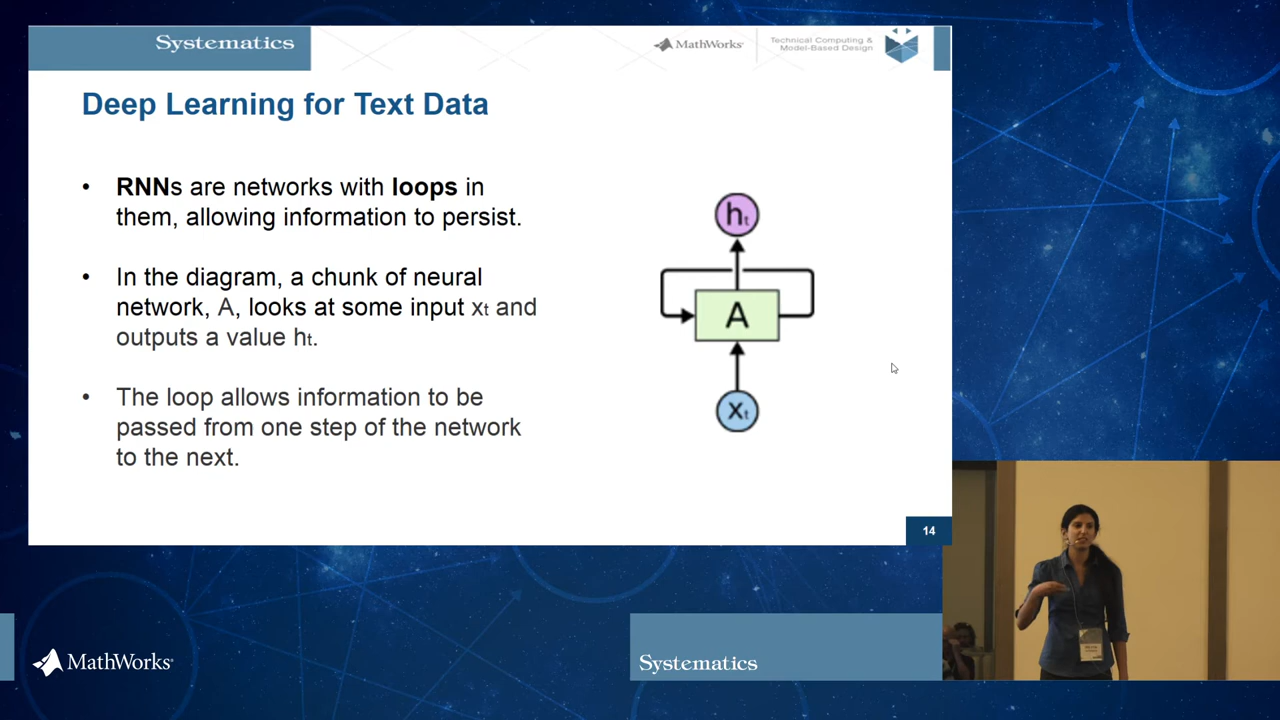 Systematics
MathWorks®
Technical Computing &
Model-Based Design
Deep Learning for Text Data
• RNNs are networks with loops in
them, allowing information to persist.
• In the diagram, a chunk of neural
network, A, looks at some input xt and
outputs a value ht.
• The loop allows information to be
passed from one step of the network
to the next.
ht
A
xt
14
MathWorks®
Systematics